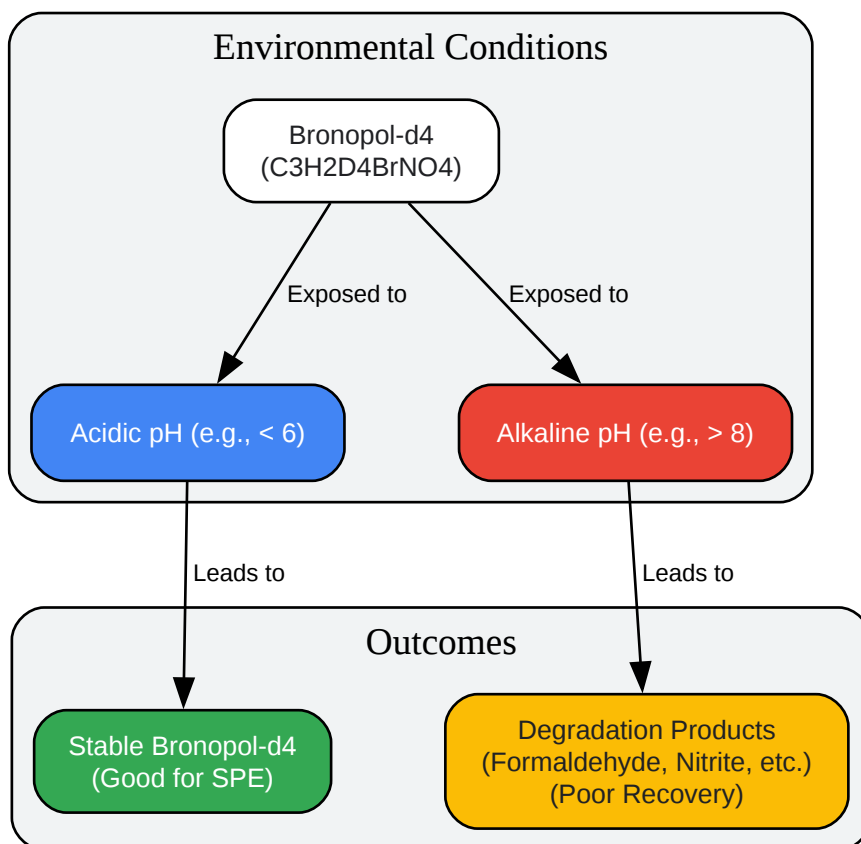 Environmental Conditions
Bronopol-d4
(C3H2D4BrNO4)
Exposed to
Exposed to
Acidic pH (e.g., < 6)
Alkaline pH (e.g., > 8)
Leads to
Leads to
Outcomes
Stable Bronopol-d4
(Good for SPE)
Degradation Products
(Formaldehyde, Nitrite, etc.)
(Poor Recovery)